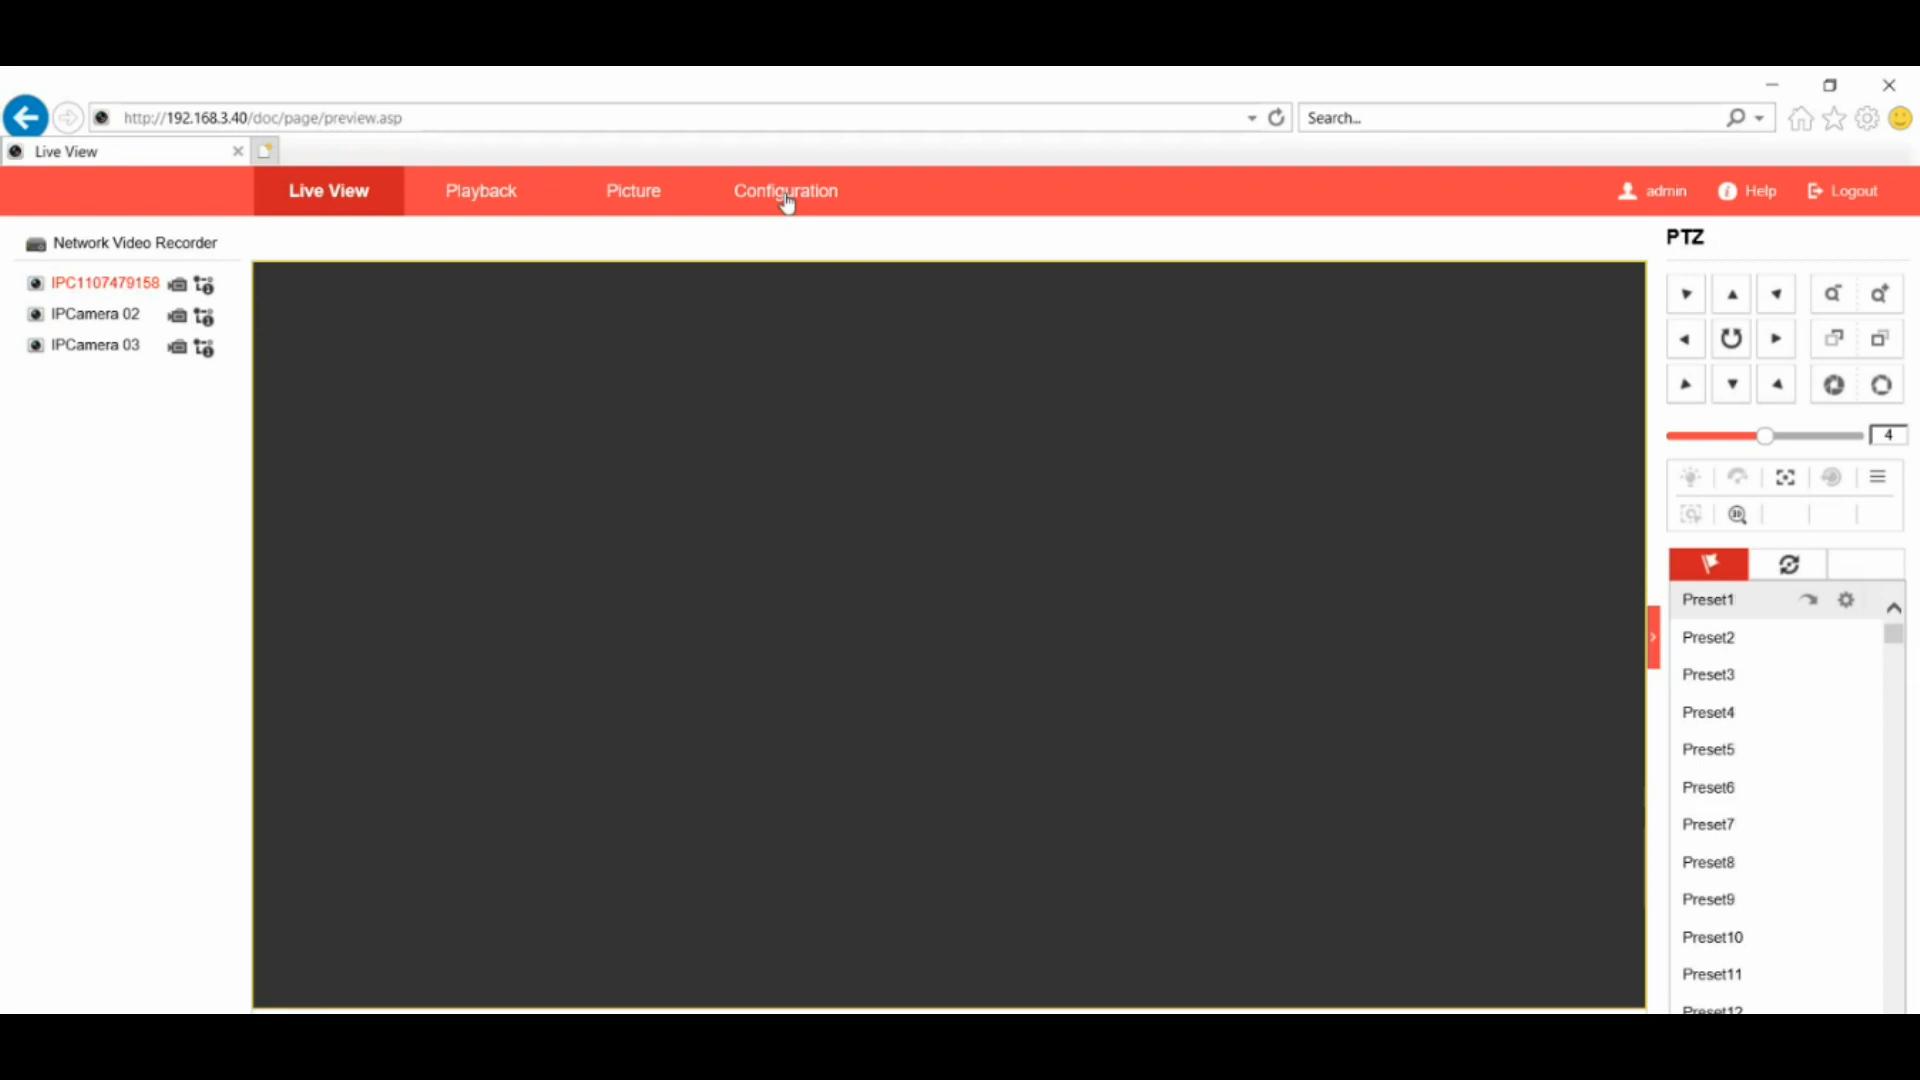 http://192.168.3.40/doc/page/preview.asp
Search...
Live View
Live View Playback Picture Configuration admin Help Logout
Network Video Recorder
IPC1107479158
IPCamera 02
IPCamera 03
PTZ
4
Preset1
Preset2
Preset3
Preset4
Preset5
Preset6
Preset7
Preset8
Preset9
Preset10
Preset11
Preset12